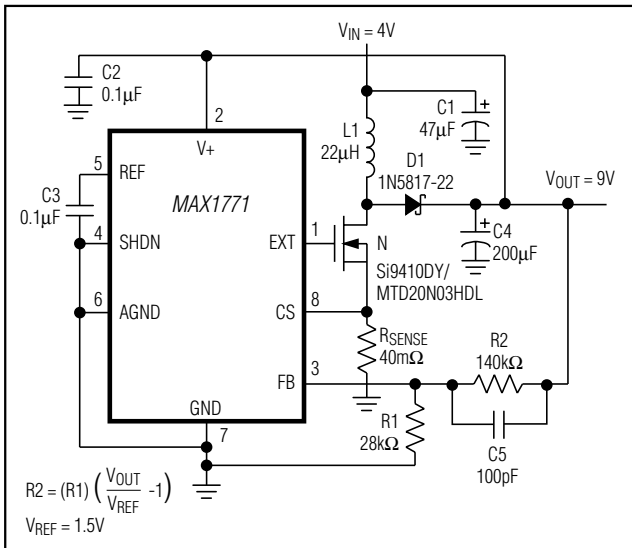 V_IN = 4V
C2
0.1μF
C1
47μF
2
V+
L1
22μH
D1
1N5817-22
V_OUT = 9V
5
REF
C3
0.1μF
MAX1771
4
SHDN
EXT
1
N
C4
200μF
Si9410DY/
MTD20N03HDL
6
AGND
CS
8
R_SENSE
40mΩ
R2
140kΩ
FB
3
GND
7
R1
28kΩ
C5
100pF
R2 = (R1) (V_OUT/V_REF -1)
V_REF = 1.5V